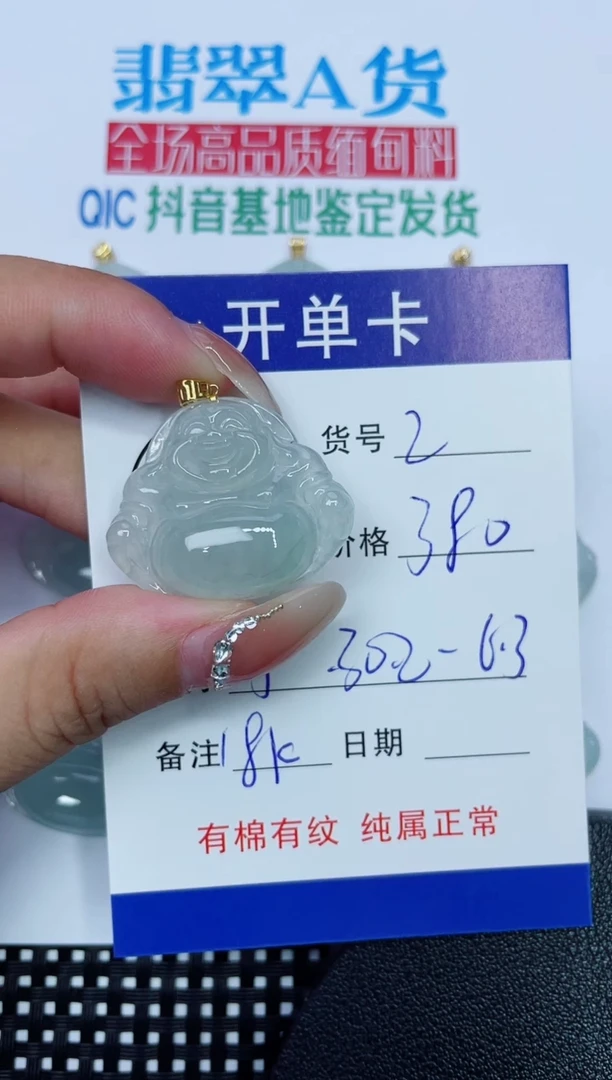 翡翠A货
全场高品质缅甸料
QIC 抖音基地鉴定发货
开单卡
货号 2
价格 380
302-6.3
备注 18k 日期
有棉有纹 纯属正常